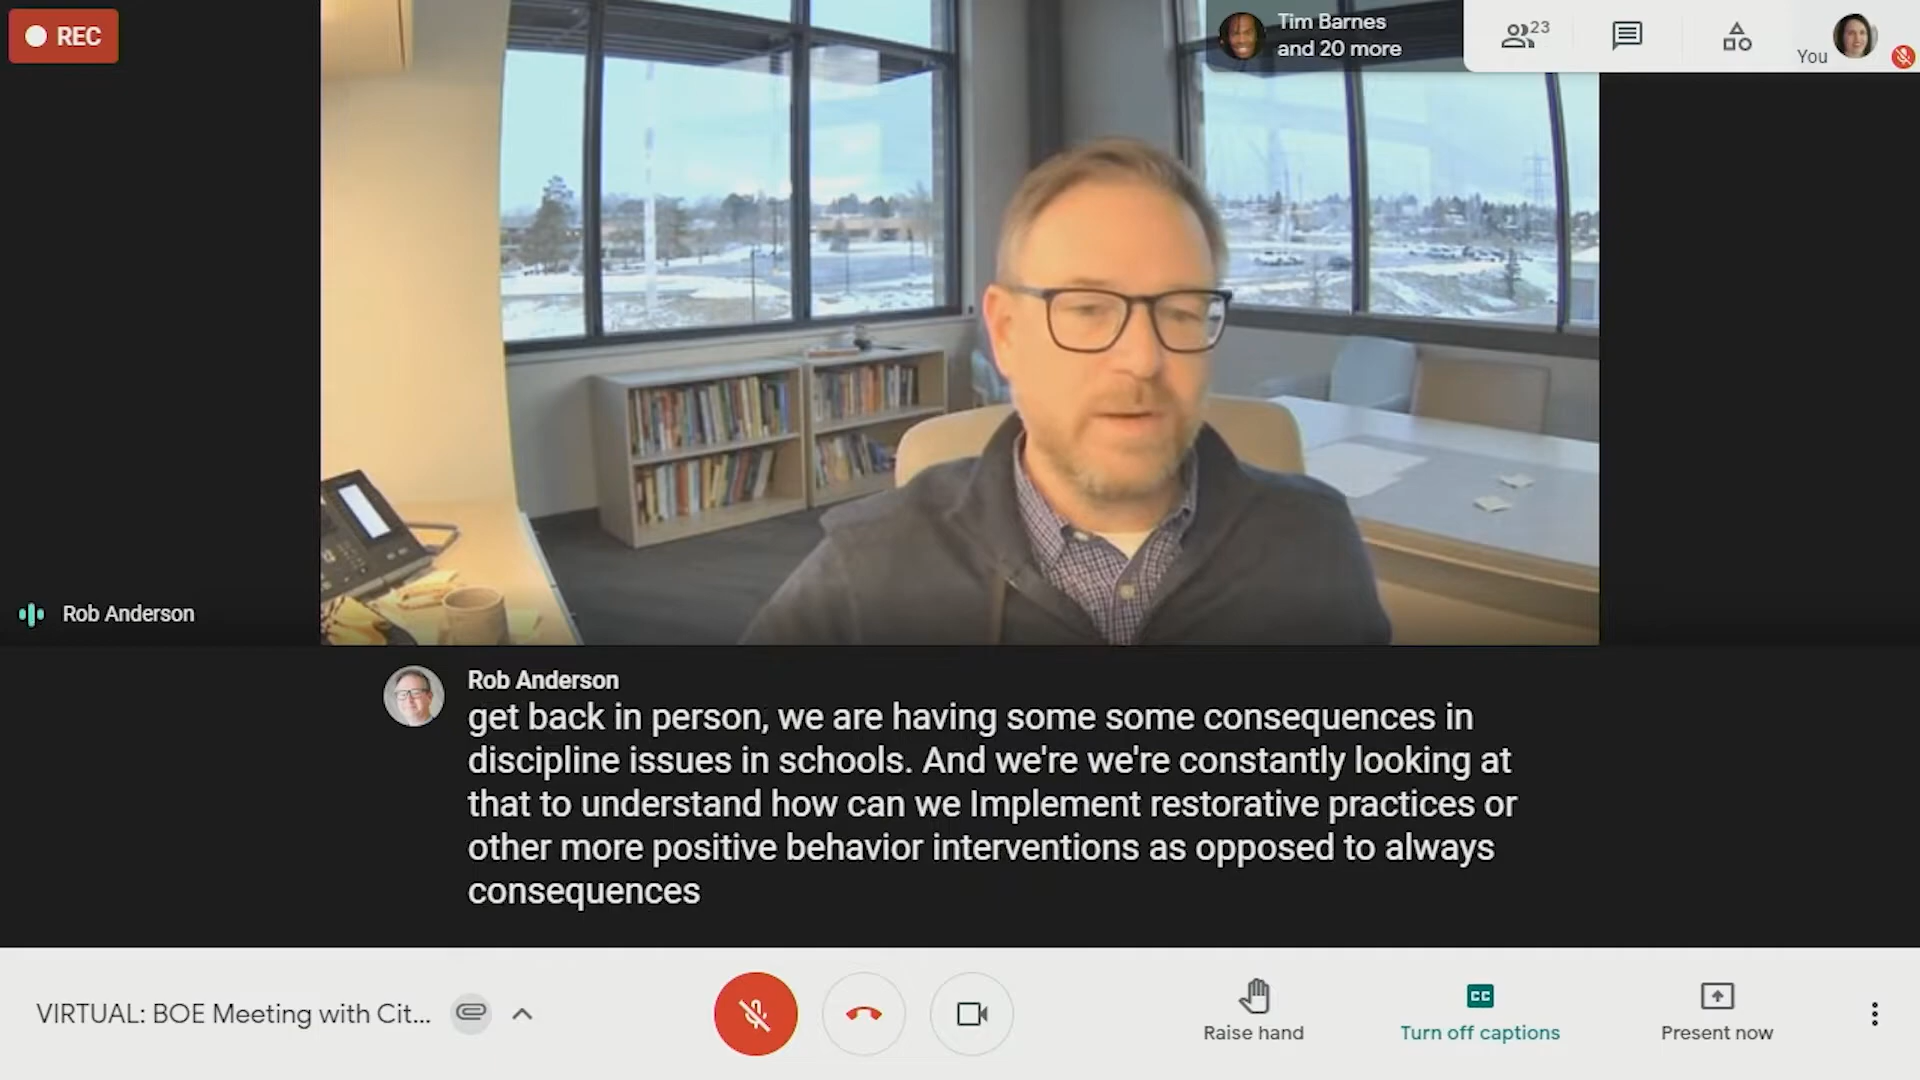 REC
Tim Barnes
and 20 more
23
You
Rob Anderson
Rob Anderson
get back in person, we are having some some consequences in
discipline issues in schools. And we're we're constantly looking at
that to understand how can we Implement restorative practices or
other more positive behavior interventions as opposed to always
consequences
VIRTUAL: BOE Meeting with Cit...
Raise hand
CC
Turn off captions
Present now